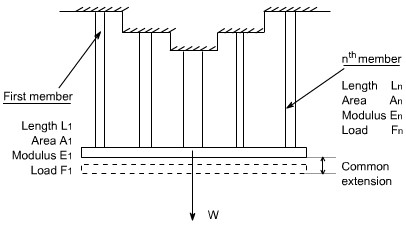 First member
Length L1
Area A1
Modulus E1
Load F1
W
nth member
Length Ln
Area An
Modulus En
Load Fn
Common
extension